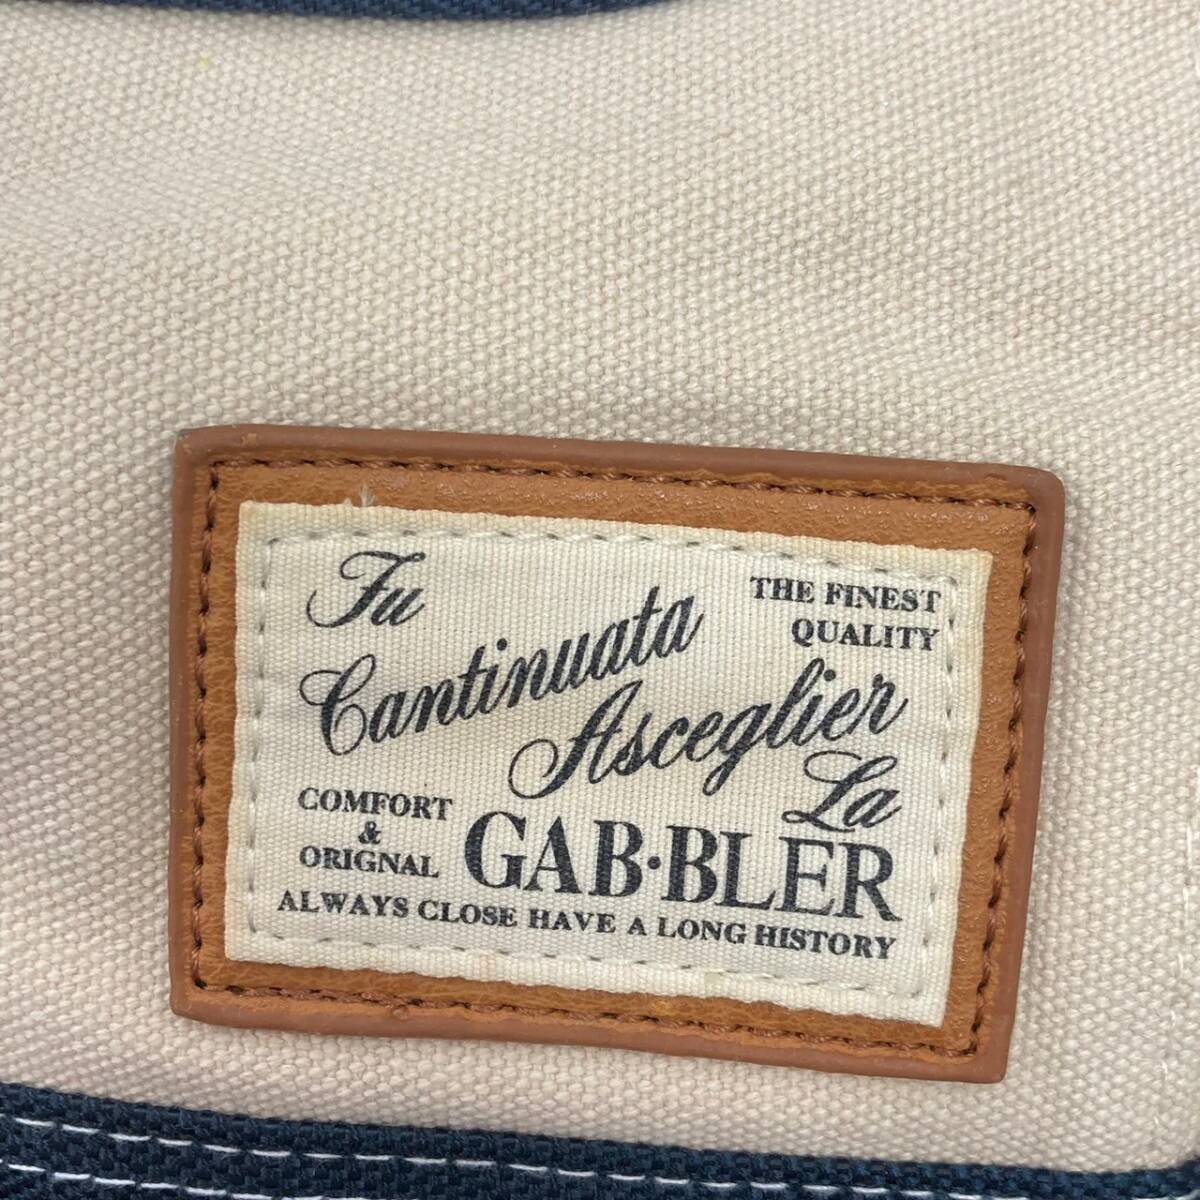 Fu
Cantinuata
Asceglier
La
THE FINEST
QUALITY
COMFORT
&
ORIGNAL
GAB·BLER
ALWAYS CLOSE HAVE A LONG HISTORY